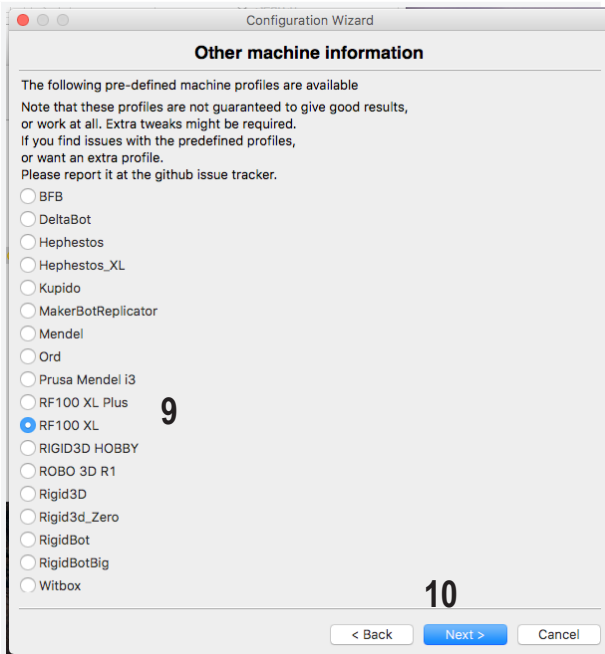 Configuration Wizard
Other machine information
The following pre-defined machine profiles are available
Note that these profiles are not guaranteed to give good results,
or work at all. Extra tweaks might be required.
If you find issues with the predefined profiles,
or want an extra profile.
Please report it at the github issue tracker.
BFB
DeltaBot
Hephestos
Hephestos_XL
Kupido
MakerBotReplicator
Mendel
Ord
Prusa Mendel i3
RF100 XL Plus
9
RF100 XL
RIGID3D HOBBY
ROBO 3D R1
Rigid3D
Rigid3d_Zero
RigidBot
RigidBotBig
Witbox
10
< Back Next > Cancel